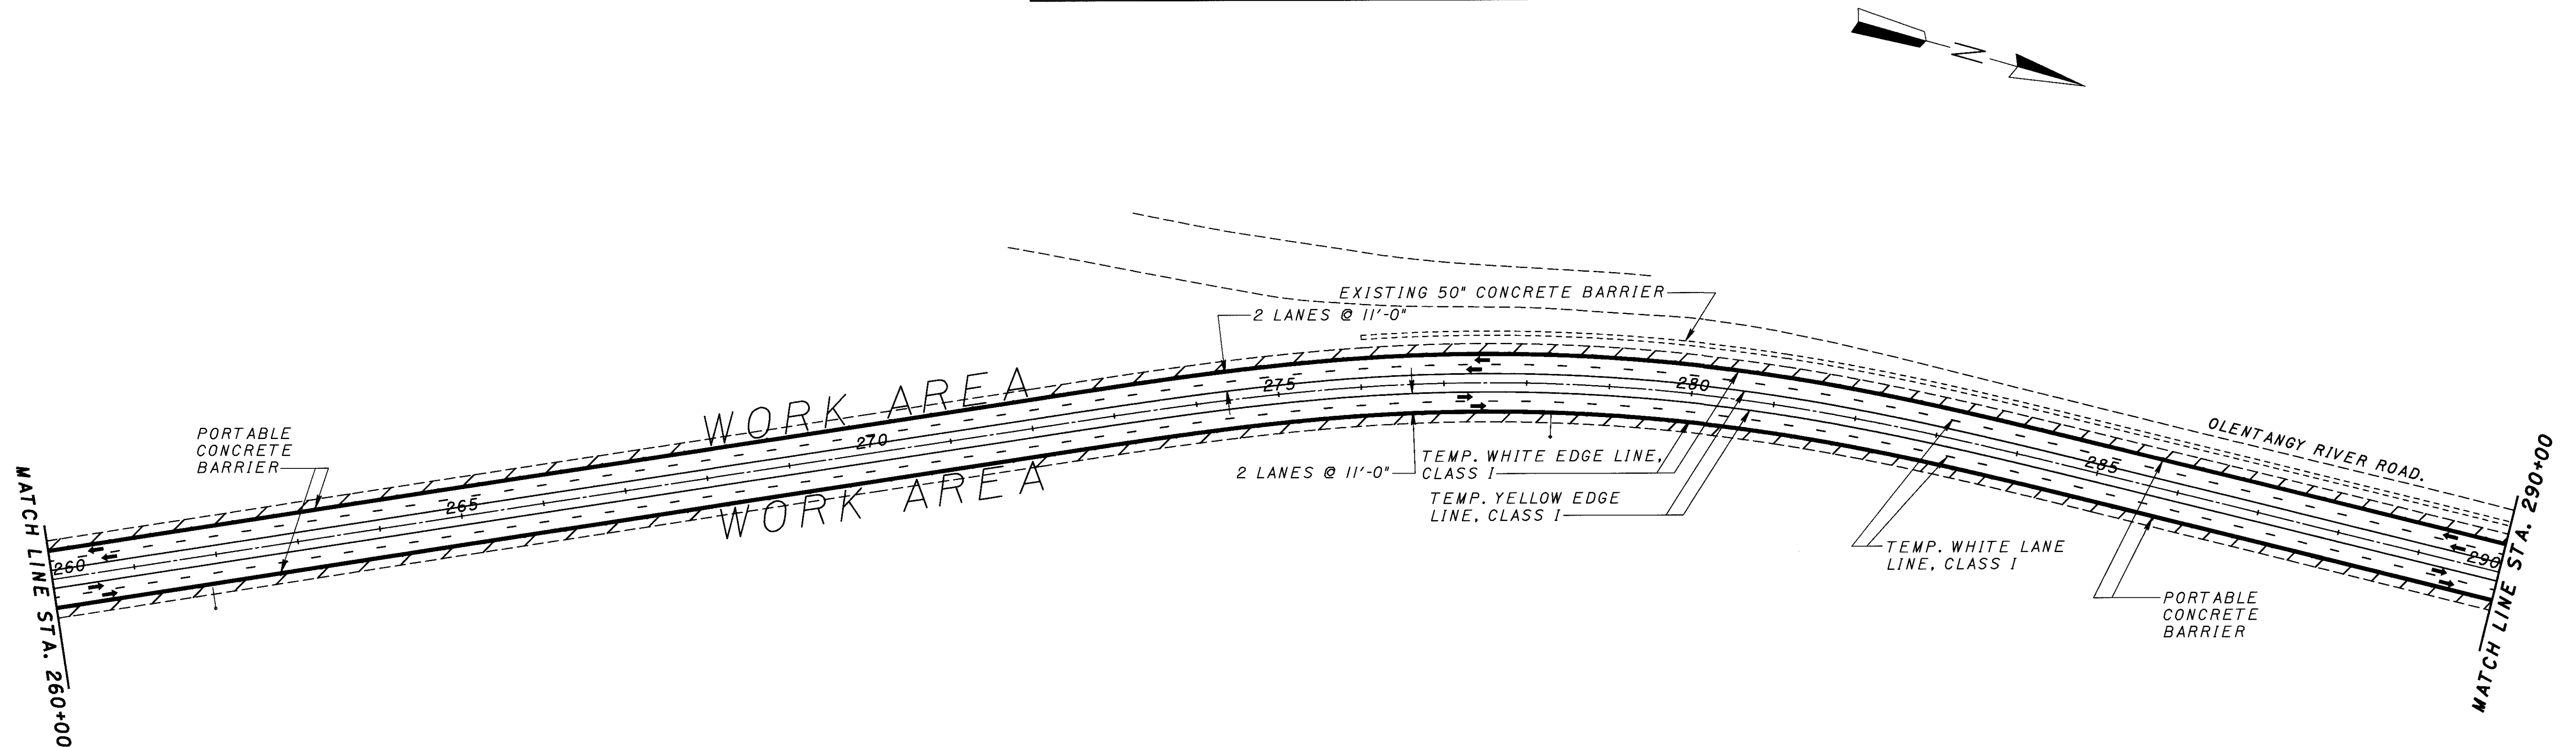 N
EXISTING 50" CONCRETE BARRIER
2 LANES @ 11'-0"
WORK AREA
275
280
270
PORTABLE
CONCRETE
BARRIER
265
WORK AREA
2 LANES @ 11'-0"
TEMP. WHITE EDGE LINE,
CLASS I
TEMP. YELLOW EDGE
LINE, CLASS I
OLENTANGY RIVER ROAD.
285
TEMP. WHITE LANE
LINE, CLASS I
PORTABLE
CONCRETE
BARRIER
260
290
MATCH LINE STA. 260+00
MATCH LINE STA. 290+00